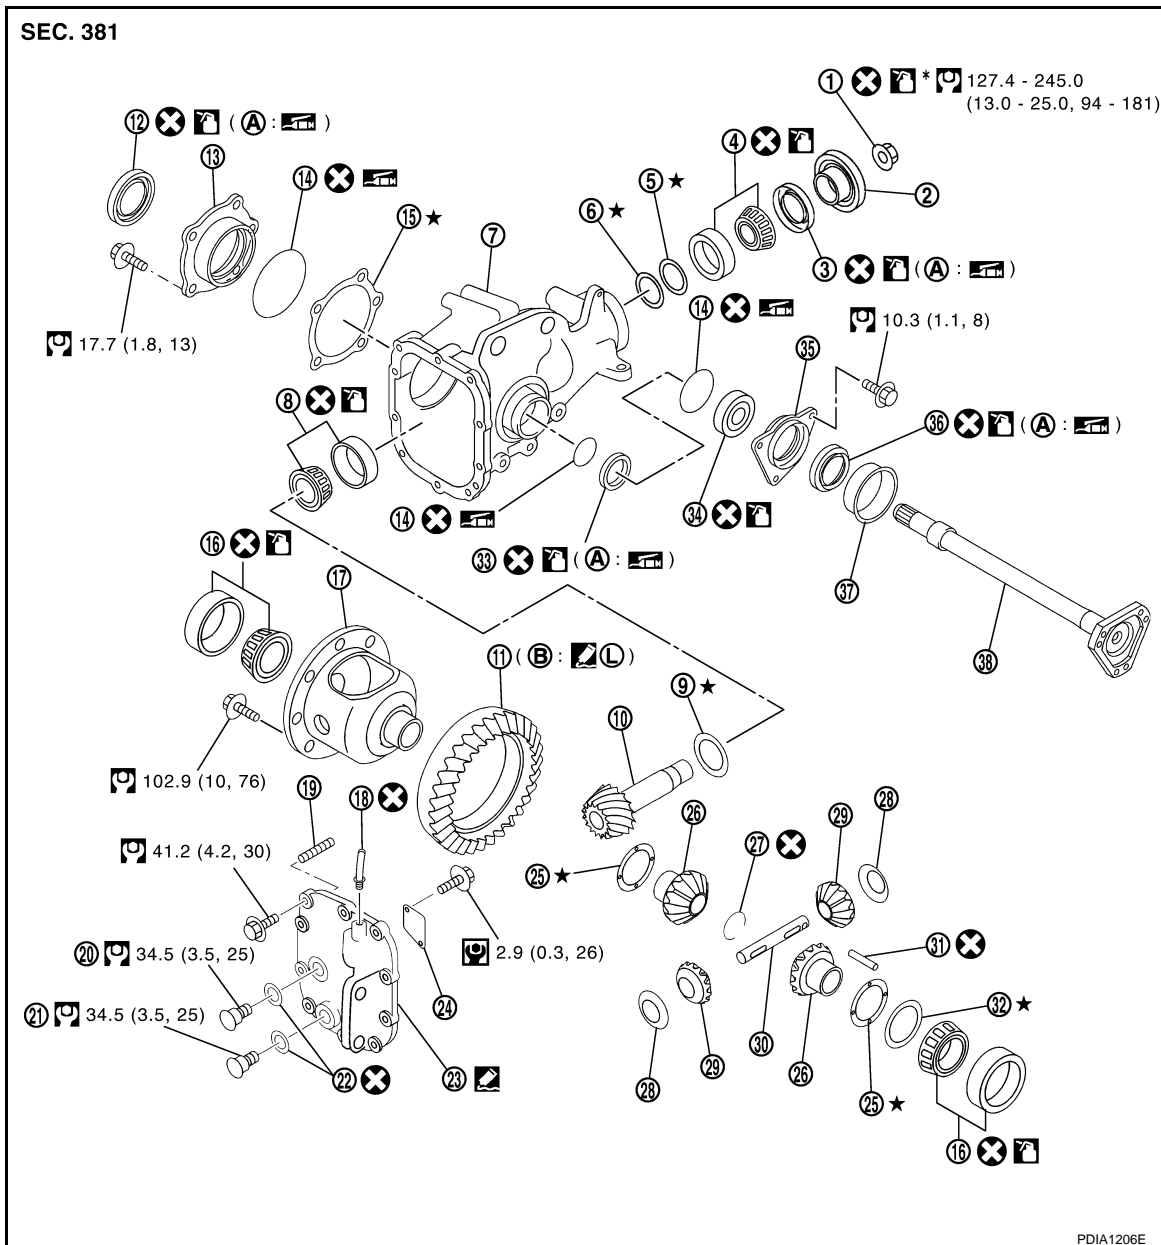 SEC. 381
1 * 127.4 - 245.0
(13.0 - 25.0, 94 - 181)
12 ( A : )
13
4
14
5 ★
2
15 ★
6 ★
7
3 ( A : )
14
10.3 (1.1, 8)
17.7 (1.8, 13)
35
8
36 ( A : )
14
34
16
33 ( A : )
17
37
11 ( B : L )
38
9 ★
10
102.9 (10, 76)
19
18
26
28
29
27
41.2 (4.2, 30)
25 ★
31
20 34.5 (3.5, 25)
2.9 (0.3, 26)
32 ★
24
21 34.5 (3.5, 25)
30
29
26
22
23
28
25 ★
16
PDIA1206E